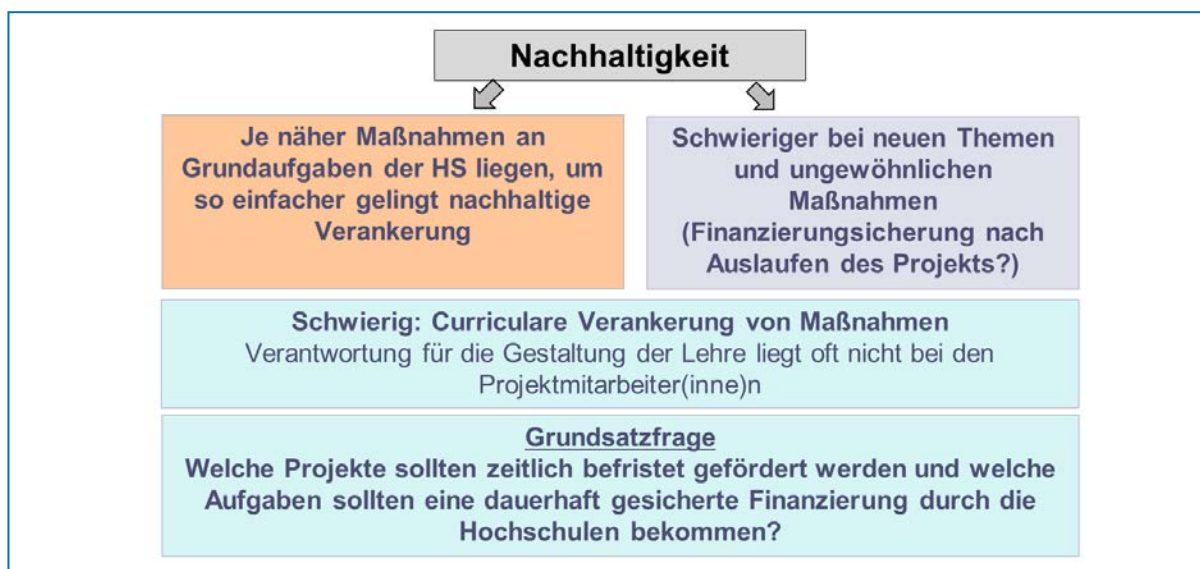 Nachhaltigkeit
Je näher Maßnahmen an
Grundaufgaben der HS liegen, um
so einfacher gelingt nachhaltige
Verankerung
Schwieriger bei neuen Themen
und ungewöhnlichen
Maßnahmen
(Finanzierungsicherung nach
Auslaufen des Projekts?)
Schwierig: Curriculare Verankerung von Maßnahmen
Verantwortung für die Gestaltung der Lehre liegt oft nicht bei den
Projektmitarbeiter(inne)n
Grundsatzfrage
Welche Projekte sollten zeitlich befristet gefördert werden und welche
Aufgaben sollten eine dauerhaft gesicherte Finanzierung durch die
Hochschulen bekommen?